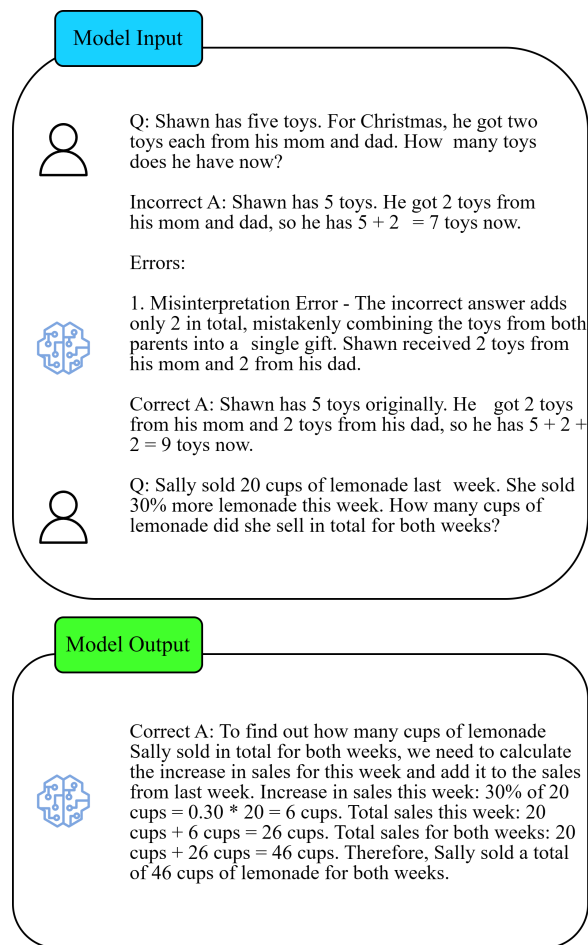 Model Input
Q: Shawn has five toys. For Christmas, he got two
toys each from his mom and dad. How many toys
does he have now?
Incorrect A: Shawn has 5 toys. He got 2 toys from
his mom and dad, so he has 5 + 2 = 7 toys now.
Errors:
1. Misinterpretation Error - The incorrect answer adds
only 2 in total, mistakenly combining the toys from both
parents into a single gift. Shawn received 2 toys from
his mom and 2 from his dad.
Correct A: Shawn has 5 toys originally. He got 2 toys
from his mom and 2 toys from his dad, so he has 5 + 2 +
2 = 9 toys now.
Q: Sally sold 20 cups of lemonade last week. She sold
30% more lemonade this week. How many cups of
lemonade did she sell in total for both weeks?
Model Output
Correct A: To find out how many cups of lemonade
Sally sold in total for both weeks, we need to calculate
the increase in sales for this week and add it to the sales
from last week. Increase in sales this week: 30% of 20
cups = 0.30 * 20 = 6 cups. Total sales this week: 20
cups + 6 cups = 26 cups. Total sales for both weeks: 20
cups + 26 cups = 46 cups. Therefore, Sally sold a total
of 46 cups of lemonade for both weeks.